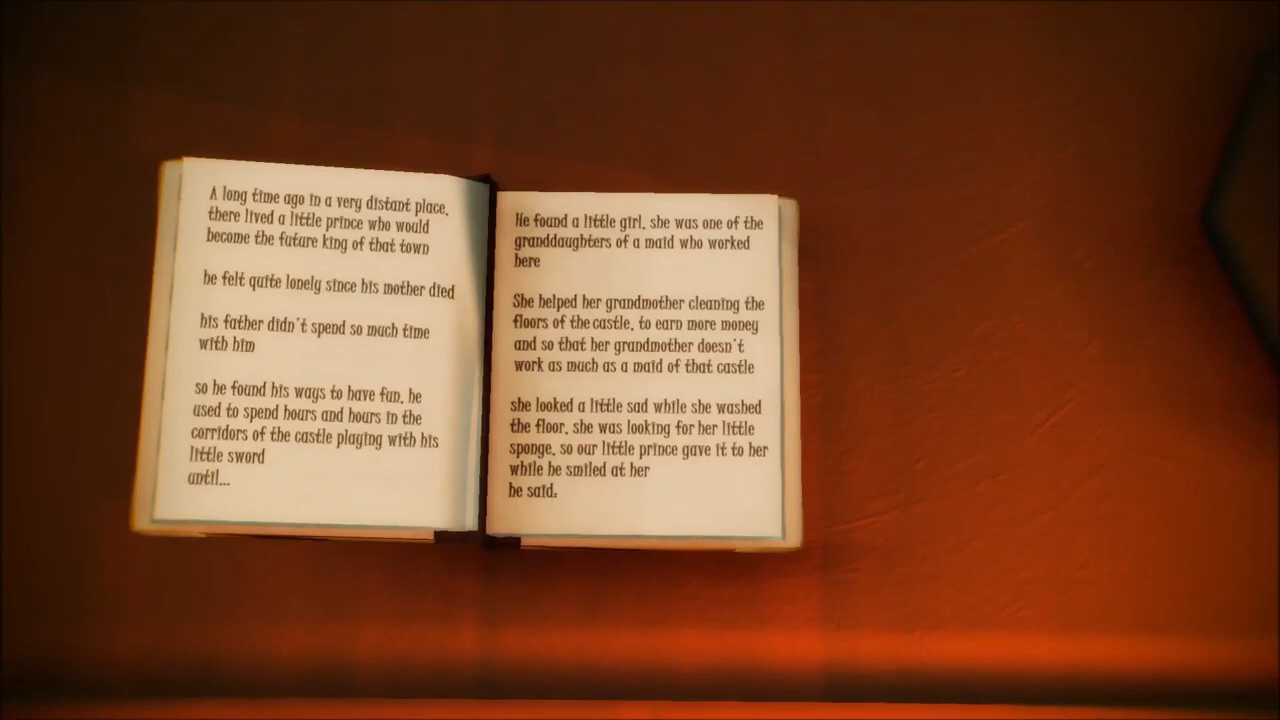 A long time ago in a very distant place,
there lived a little prince who would
become the future king of that town
he felt quite lonely since his mother died
his father didn't spend so much time
with him
so he found his ways to have fun, he
used to spend hours and hours in the
corridors of the castle playing with his
little sword
until...
He found a little girl, she was one of the
granddaughters of a maid who worked
here
She helped her grandmother cleaning the
floors of the castle, to earn more money
and so that her grandmother doesn't
work as much as a maid of that castle
she looked a little sad while she washed
the floor, she was looking for her little
sponge, so our little prince gave it to her
while he smiled at her
he said: